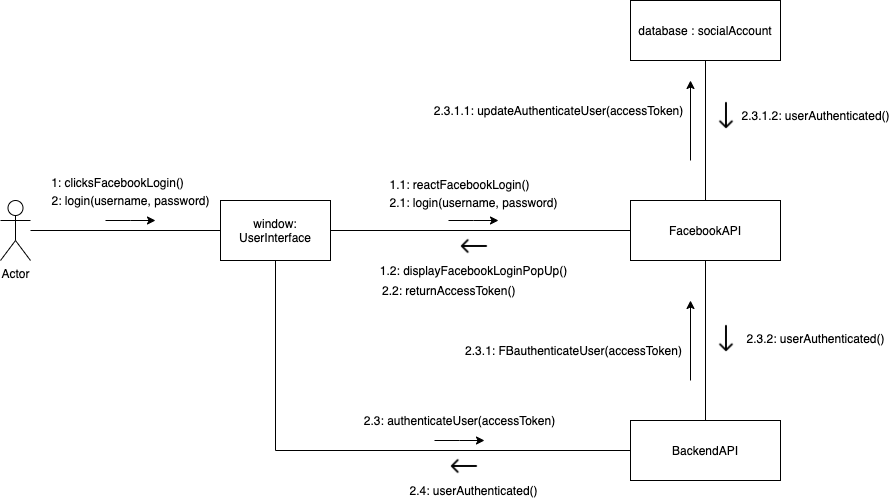 database : socialAccount
2.3.1.1: updateAuthenticateUser(accessToken)
2.3.1.2: userAuthenticated()
1: clicksFacebookLogin()
2: login(username, password)
1.1: reactFacebookLogin()
2.1: login(username, password)
window:
UserInterface
FacebookAPI
Actor
1.2: displayFacebookLoginPopUp()
2.2: returnAccessToken()
2.3.1: FBauthenticateUser(accessToken)
2.3.2: userAuthenticated()
2.3: authenticateUser(accessToken)
BackendAPI
2.4: userAuthenticated()